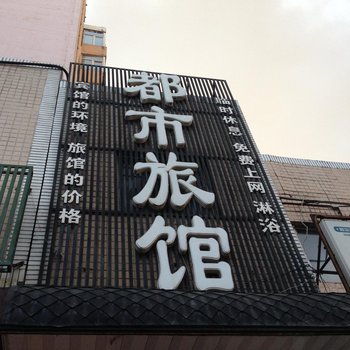 都市旅馆
宾馆的环境 旅馆的价格
临时休息 免费上网 淋浴